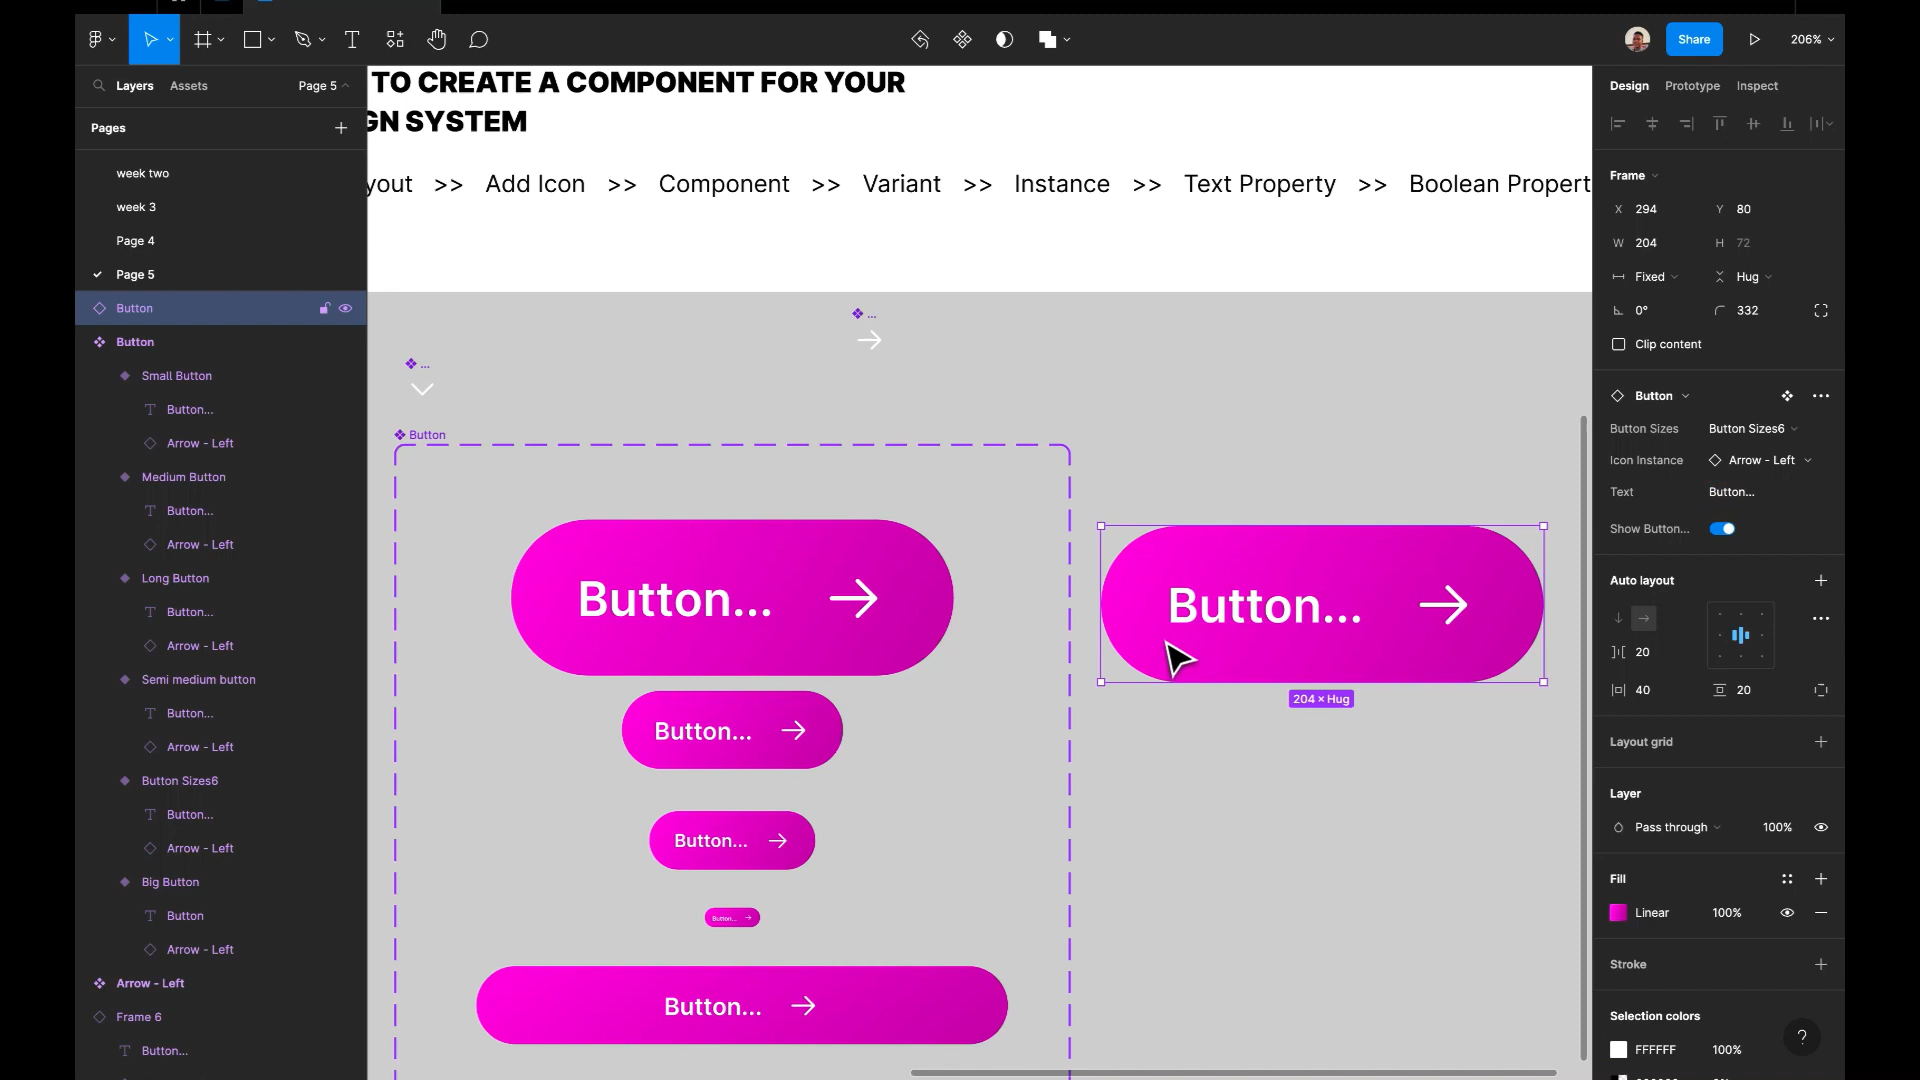 Share
206%
Layers
Assets
Page 5
Pages
week two
week 3
Page 4
Page 5
Button
Button
Small Button
Button...
Arrow - Left
Medium Button
Button...
Arrow - Left
Long Button
Button...
Arrow - Left
Semi medium button
Button...
Arrow - Left
Button Sizes6
Button...
Arrow - Left
Big Button
Button
Arrow - Left
Arrow - Left
Frame 6
Button...
TO CREATE A COMPONENT FOR YOUR
GN SYSTEM
yout >> Add Icon >> Component >> Variant >> Instance >> Text Property >> Boolean Propert
...
...
Button
Button...
Button...
Button...
Button...
Button...
Button...
204 × Hug
Design
Prototype
Inspect
Frame
X 294 Y 80
W 204 H 72
Fixed Hug
0° 332
Clip content
Button
Button Sizes Button Sizes6
Icon Instance Arrow - Left
Text Button...
Show Button...
Auto layout
20
40 20
Layout grid
Layer
Pass through 100%
Fill
Linear 100%
Stroke
Selection colors
FFFFFF 100%
?